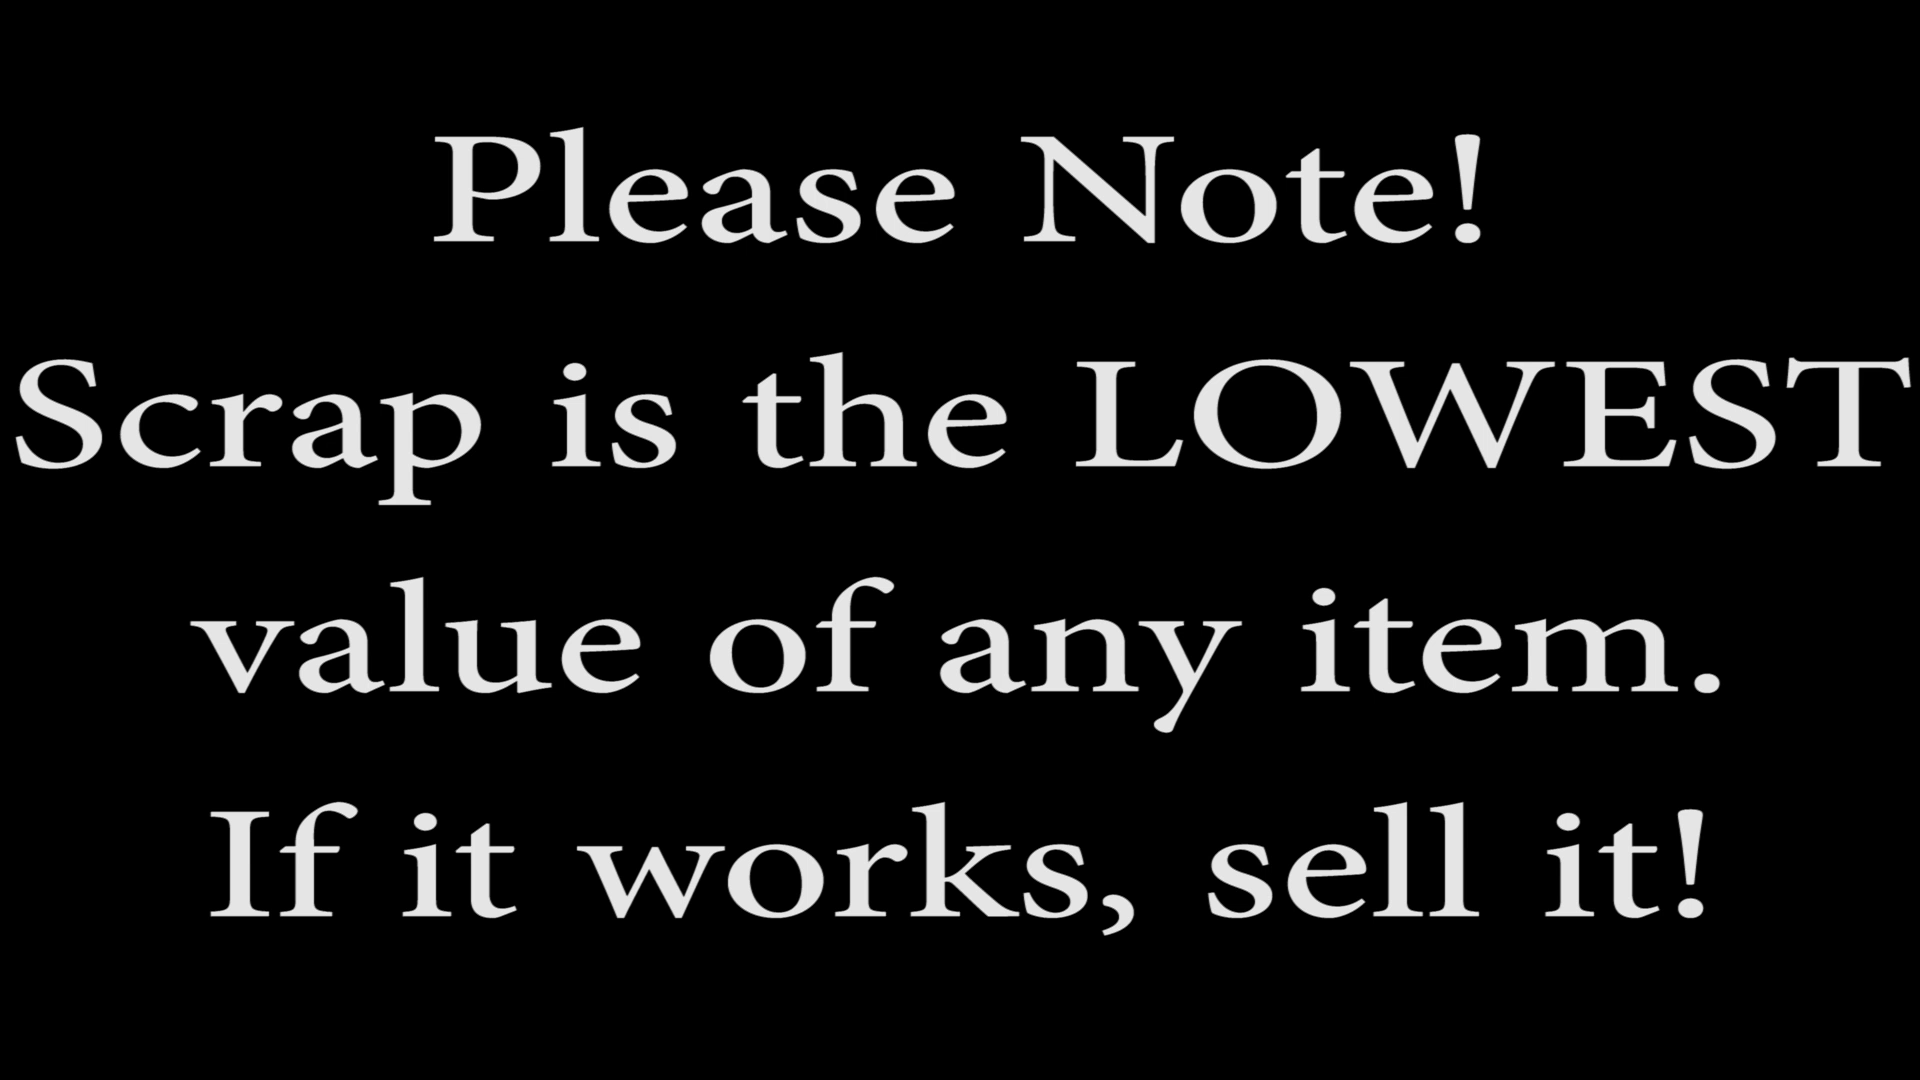 Please Note!
Scrap is the LOWEST
value of any item.
If it works, sell it!